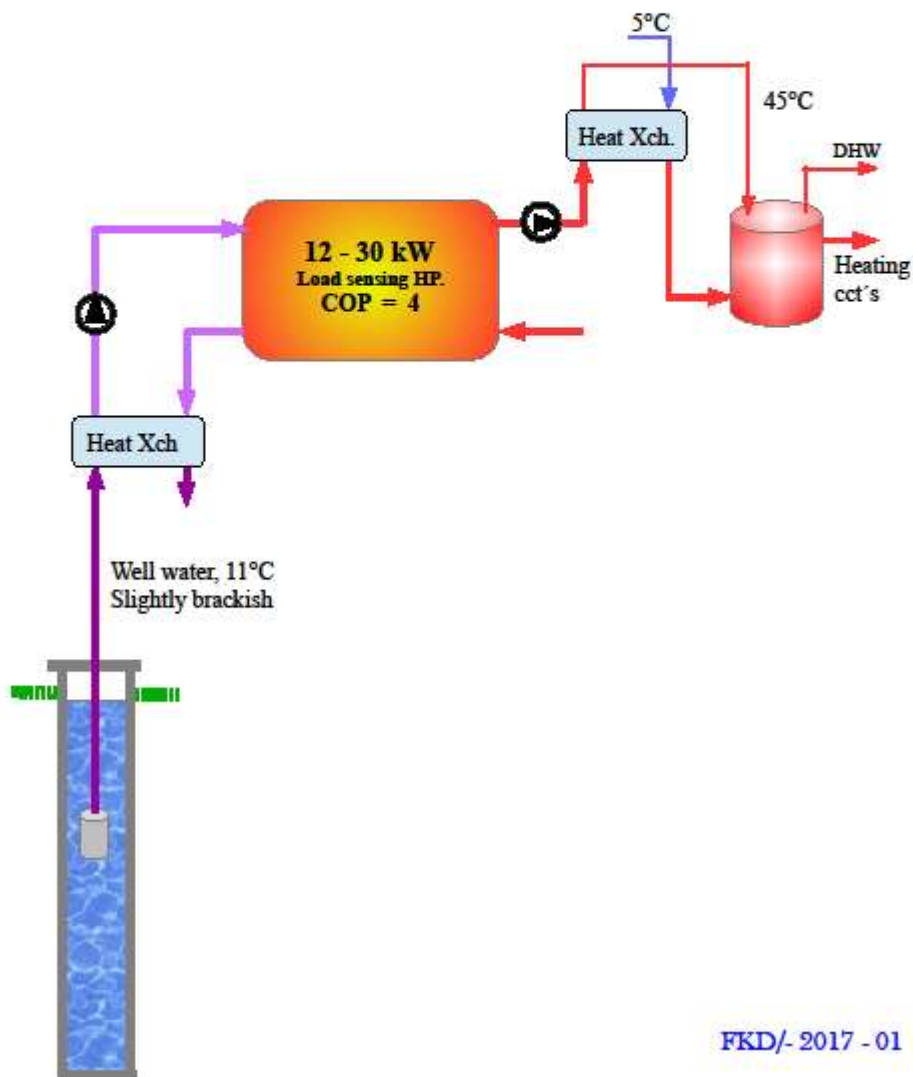 5°C
45°C
Heat Xch.
DHW
12 - 30 kW
Load sensing HP.
COP = 4
Heating
cct´s
Heat Xch
Well water, 11°C
Slightly brackish
FKD/- 2017 - 01